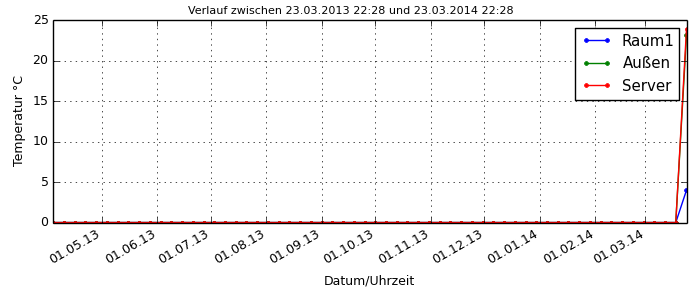 Verlauf zwischen 23.03.2013 22:28 und 23.03.2014 22:28
Temperatur °C
25
20
15
10
5
0
Raum1
Außen
Server
01.05.13 01.06.13 01.07.13 01.08.13 01.09.13 01.10.13 01.11.13 01.12.13 01.01.14 01.02.14 01.03.14
Datum/Uhrzeit